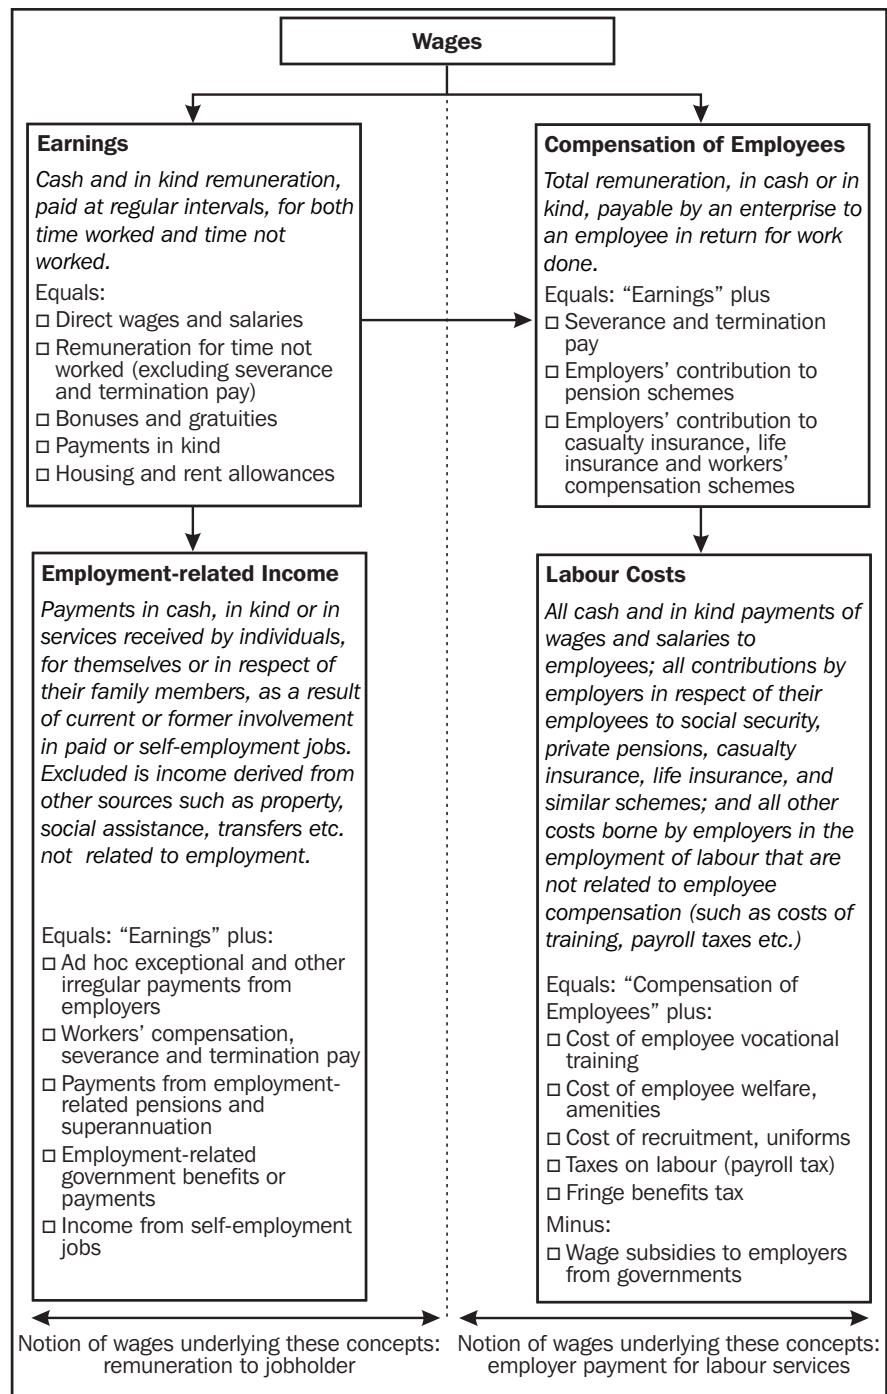 Wages
Earnings
Cash and in kind remuneration,
paid at regular intervals, for both
time worked and time not
worked.
Equals:
Direct wages and salaries
Remuneration for time not
worked (excluding severance
and termination pay)
Bonuses and gratuities
Payments in kind
Housing and rent allowances
Compensation of Employees
Total remuneration, in cash or in
kind, payable by an enterprise to
an employee in return for work
done.
Equals: “Earnings” plus
Severance and termination
pay
Employers’ contribution to
pension schemes
Employers’ contribution to
casualty insurance, life
insurance and workers’
compensation schemes
Employment-related Income
Payments in cash, in kind or in
services received by individuals,
for themselves or in respect of
their family members, as a result
of current or former involvement
in paid or self-employment jobs.
Excluded is income derived from
other sources such as property,
social assistance, transfers etc.
not related to employment.
Equals: “Earnings” plus:
Ad hoc exceptional and other
irregular payments from
employers
Workers’ compensation,
severance and termination pay
Payments from employment-
related pensions and
superannuation
Employment-related
government benefits or
payments
Income from self-employment
jobs
Labour Costs
All cash and in kind payments of
wages and salaries to
employees; all contributions by
employers in respect of their
employees to social security,
private pensions, casualty
insurance, life insurance, and
similar schemes; and all other
costs borne by employers in the
employment of labour that are
not related to employee
compensation (such as costs of
training, payroll taxes etc.)
Equals: “Compensation of
Employees” plus:
Cost of employee vocational
training
Cost of employee welfare,
amenities
Cost of recruitment, uniforms
Taxes on labour (payroll tax)
Fringe benefits tax
Minus:
Wage subsidies to employers
from governments
Notion of wages underlying these concepts:
remuneration to jobholder
Notion of wages underlying these concepts:
employer payment for labour services